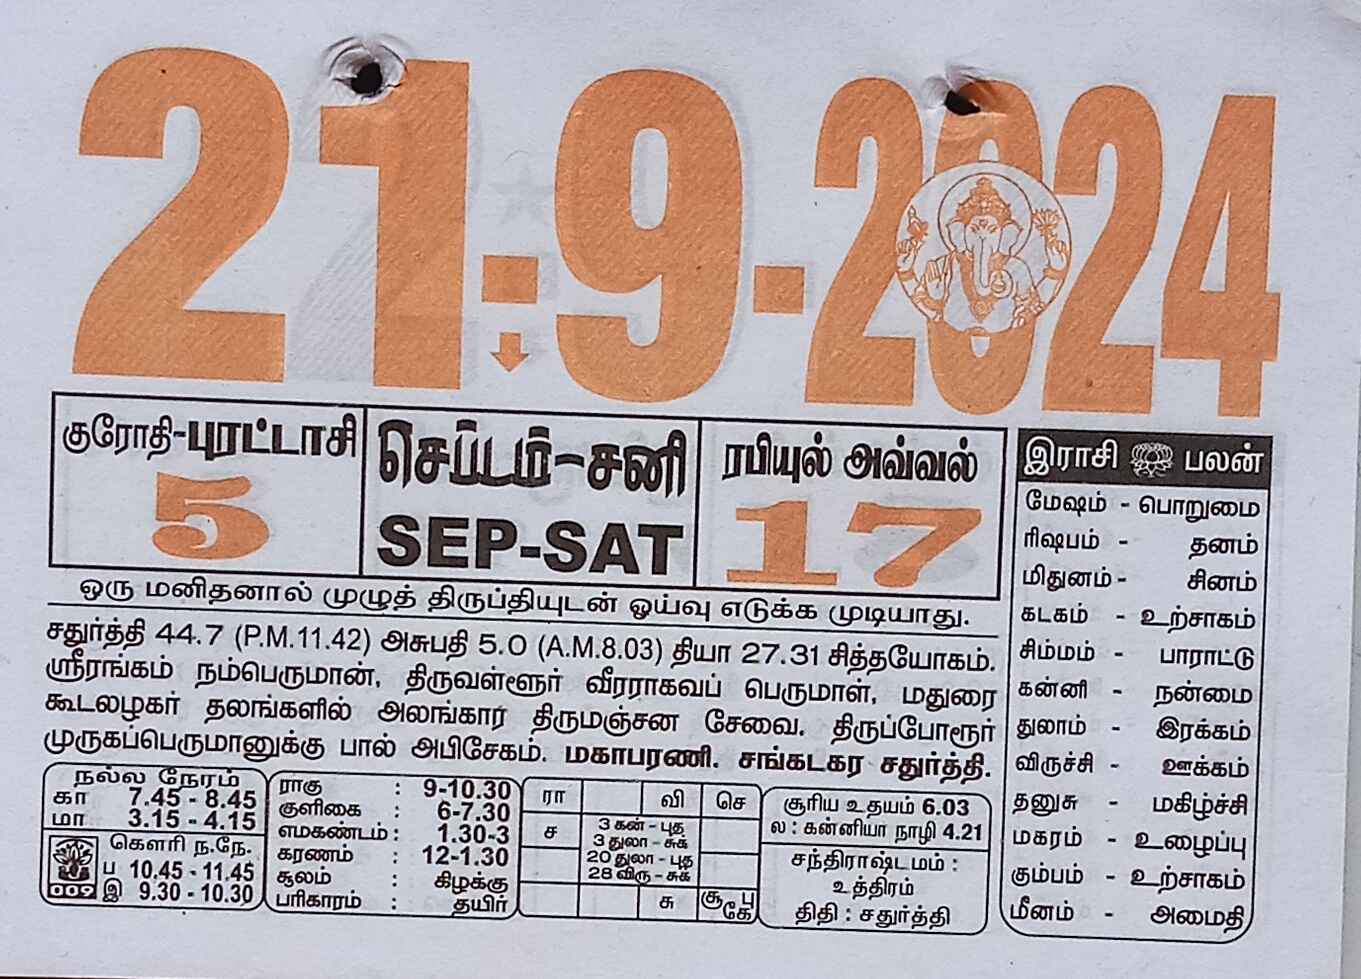 21-9-2024
குரோதி-புரட்டாசி
5
செப்டம்-சனி
SEP-SAT
ரபியுல் அவ்வல்
17
ஒரு மனிதனால் முழுத் திருப்தியுடன் ஓய்வு எடுக்க முடியாது.
சதுர்த்தி 44.7 (P.M.11.42) அசுபதி 5.0 (A.M.8.03) தியா 27.31 சித்தயோகம்.
ஸ்ரீரங்கம் நம்பெருமான், திருவள்ளூர் வீரராகவப் பெருமாள், மதுரை
கூடலழகர் தலங்களில் அலங்கார திருமஞ்சன சேவை. திருப்போரூர்
முருகப்பெருமானுக்கு பால் அபிசேகம். மகாபரணி. சங்கடகர சதுர்த்தி.
நல்ல நேரம்
கா 7.45 - 8.45
மா 3.15 - 4.15
கௌரி ந.நே.
ப 10.45 - 11.45
இ 9.30 - 10.30
009
ராகு : 9-10.30
குளிகை : 6-7.30
எமகண்டம் : 1.30-3
கரணம் : 12-1.30
சூலம் : கிழக்கு
பரிகாரம் : தயிர்
ரா வி செ
ச
3 கன் - புத
3 துலா - சுக்
20 துலா - புத
28 விரு - சுக்
சு சூ பு கே
சூரிய உதயம் 6.03
ல : கன்னியா நாழி 4.21
சந்திராஷ்டமம் :
உத்திரம்
திதி : சதுர்த்தி
இராசி பலன்
மேஷம் - பொறுமை
ரிஷபம் - தனம்
மிதுனம் - சினம்
கடகம் - உற்சாகம்
சிம்மம் - பாராட்டு
கன்னி - நன்மை
துலாம் - இரக்கம்
விருச்சி - ஊக்கம்
தனுசு - மகிழ்ச்சி
மகரம் - உழைப்பு
கும்பம் - உற்சாகம்
மீனம் - அமைதி